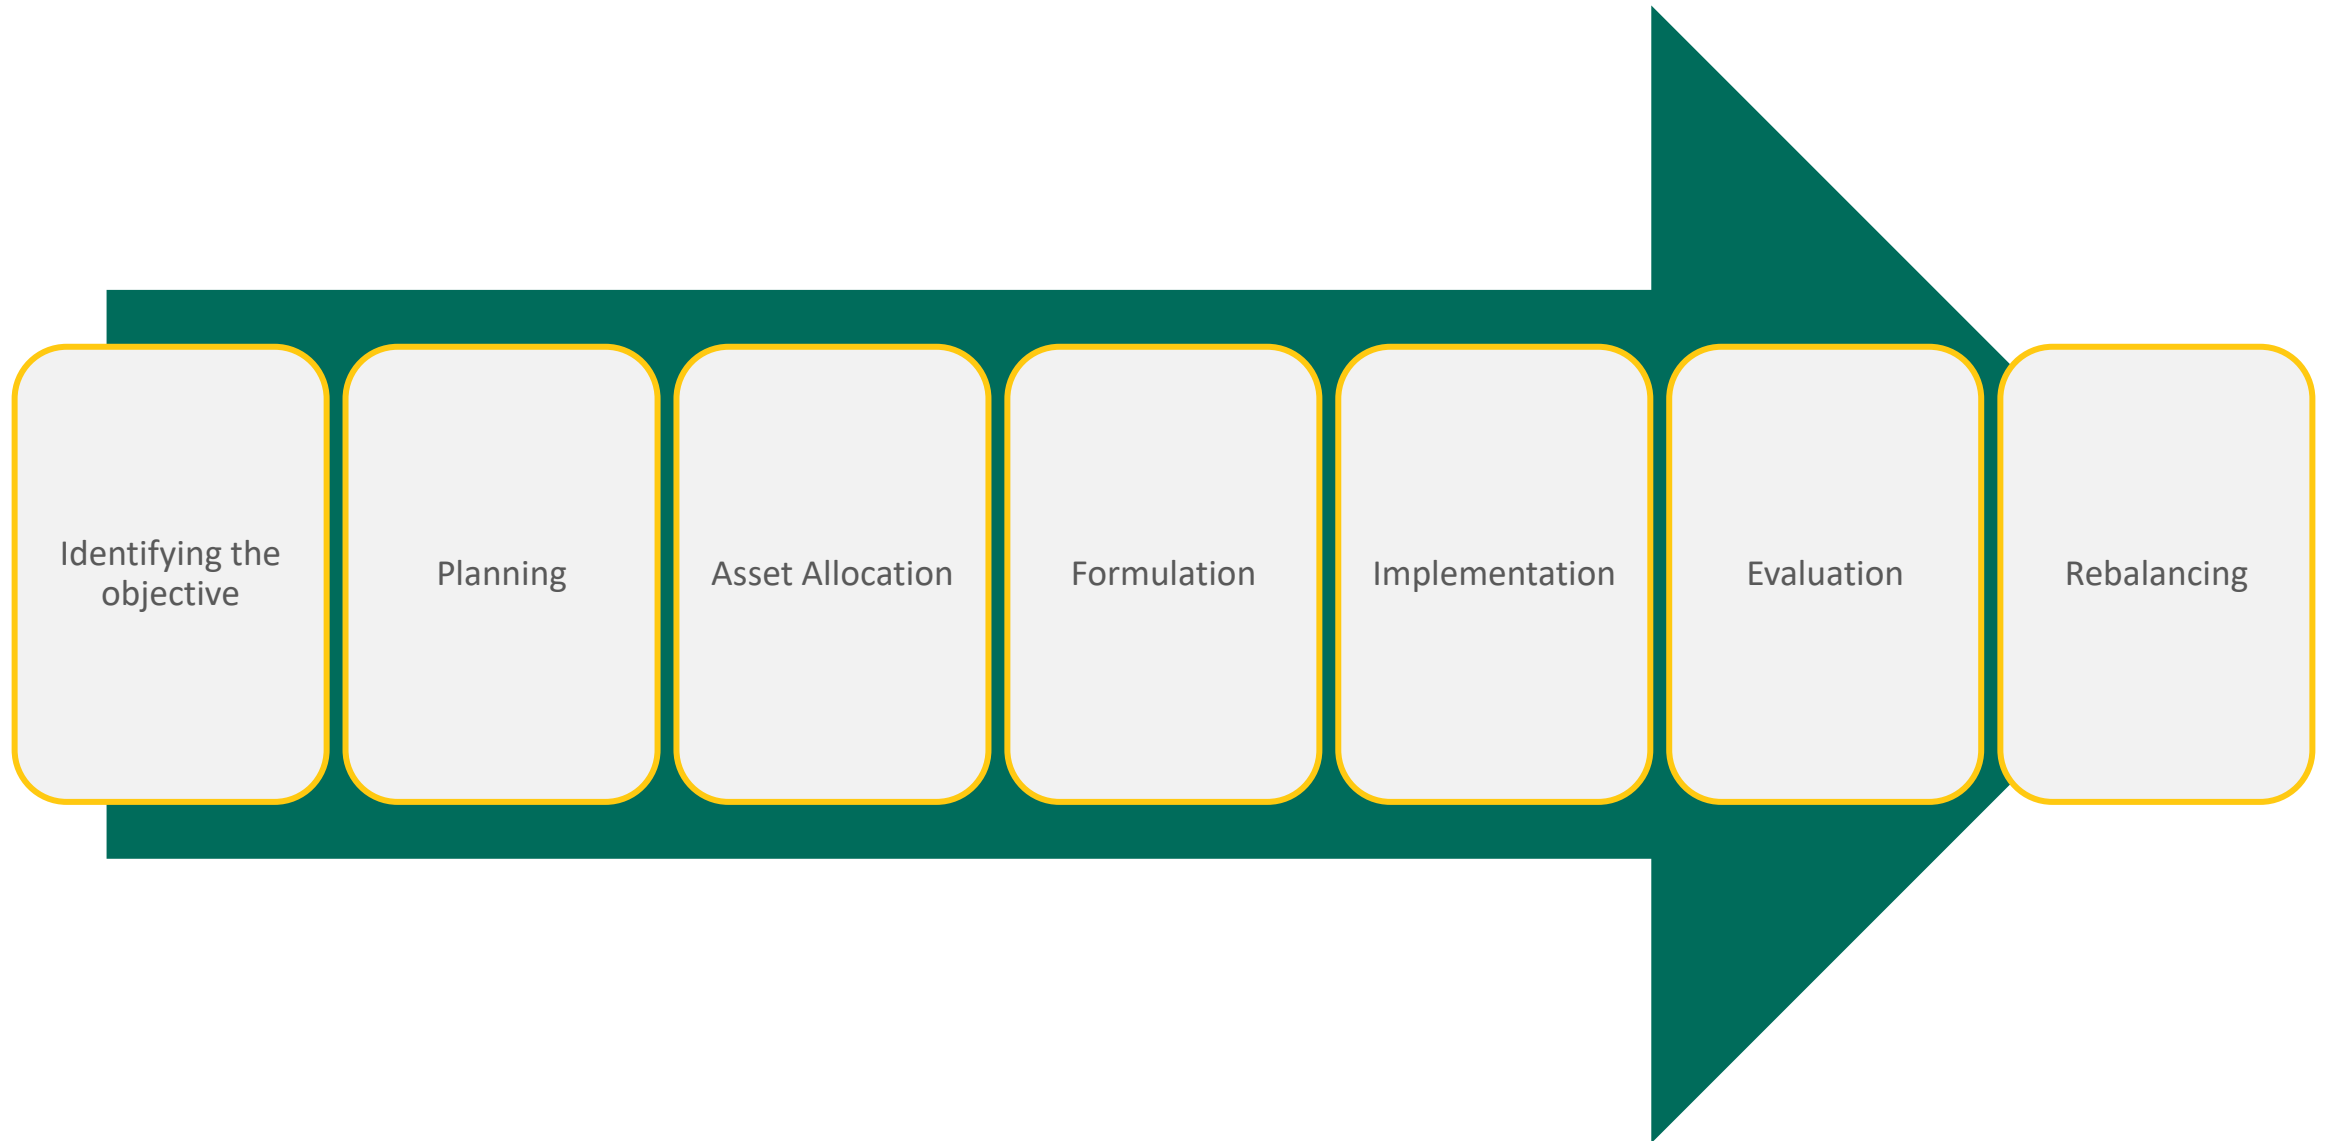 Identifying the
objective
Planning
Asset Allocation
Formulation
Implementation
Evaluation
Rebalancing